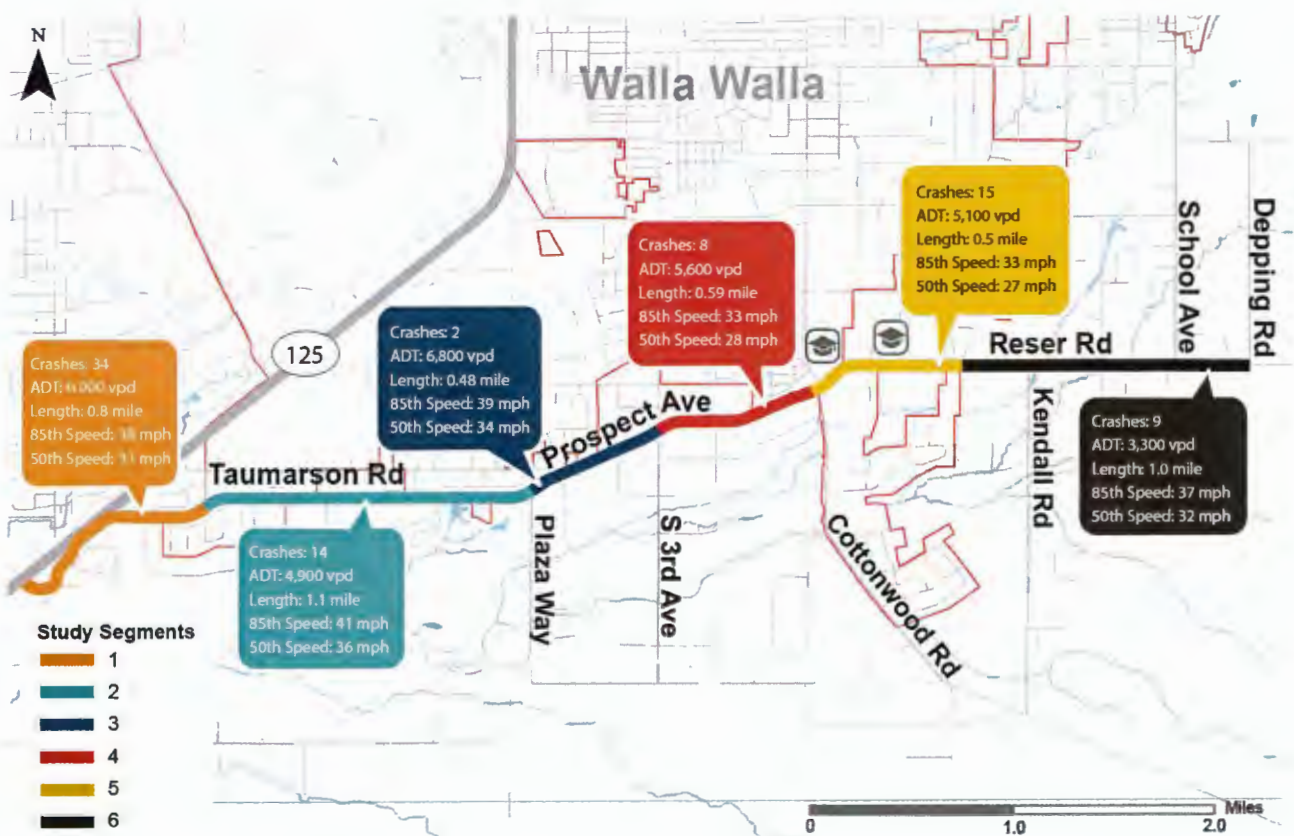 N
Walla Walla
125
Crashes: 34
ADT: vpd
Length: 0.8 mile
85th Speed: mph
50th Speed: mph
Crashes: 2
ADT: 6,800 vpd
Length: 0.48 mile
85th Speed: 39 mph
50th Speed: 34 mph
Crashes: 8
ADT: 5,600 vpd
Length: 0.59 mile
85th Speed: 33 mph
50th Speed: 28 mph
Crashes: 15
ADT: 5,100 vpd
Length: 0.5 mile
85th Speed: 33 mph
50th Speed: 27 mph
School Ave
Depping Rd
Reser Rd
Kendall Rd
Crashes: 9
ADT: 3,300 vpd
Length: 1.0 mile
85th Speed: 37 mph
50th Speed: 32 mph
Prospect Ave
Taumarson Rd
Plaza Way
S 3rd Ave
Cottonwood Rd
Crashes: 14
ADT: 4,900 vpd
Length: 1.1 mile
85th Speed: 41 mph
50th Speed: 36 mph
Study Segments
1
2
3
4
5
6
Miles
0 1.0 2.0